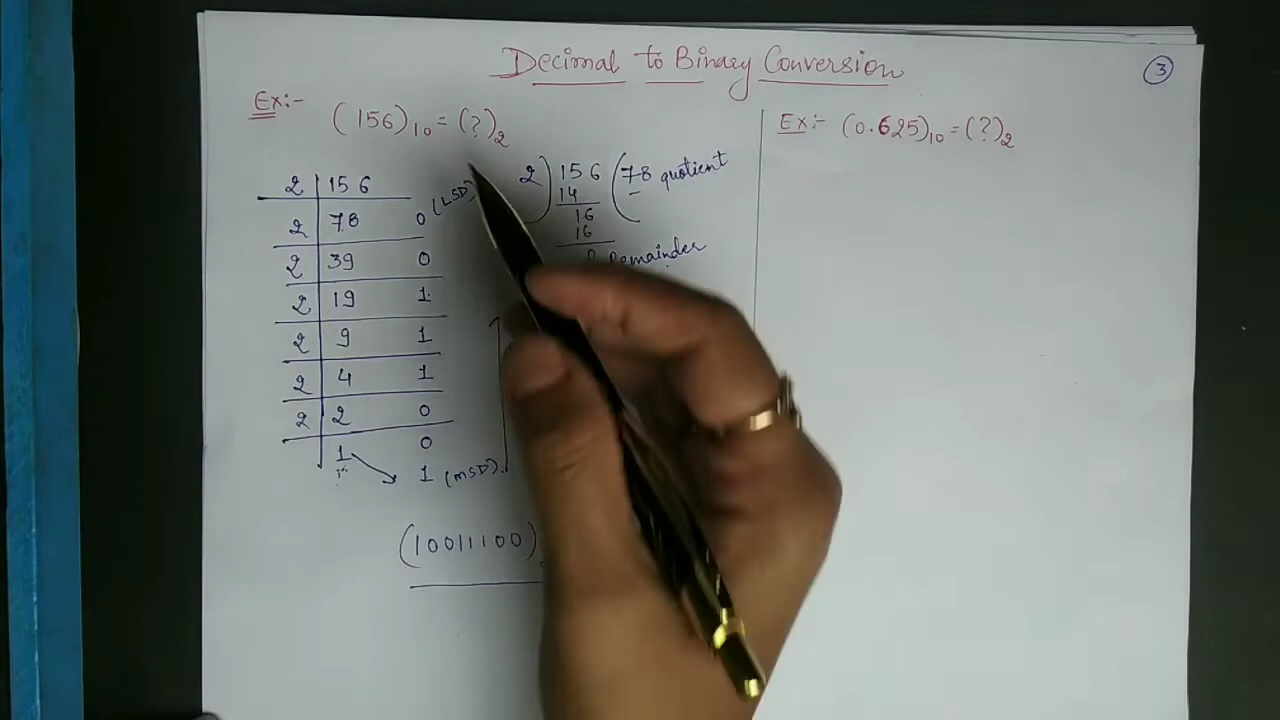 Decimal to Binary Conversion
3
Ex:- (156)10 = (?)2
2 156
2 78 0 (LSD)
2 39 0
2 19 1
2 9 1
2 4 1
2 2 0
1 0
1 (MSD)
(10011100)
2) 156 (78 quotient
14
16
16
0 Remainder
Ex:- (0.625)10 = (?)2